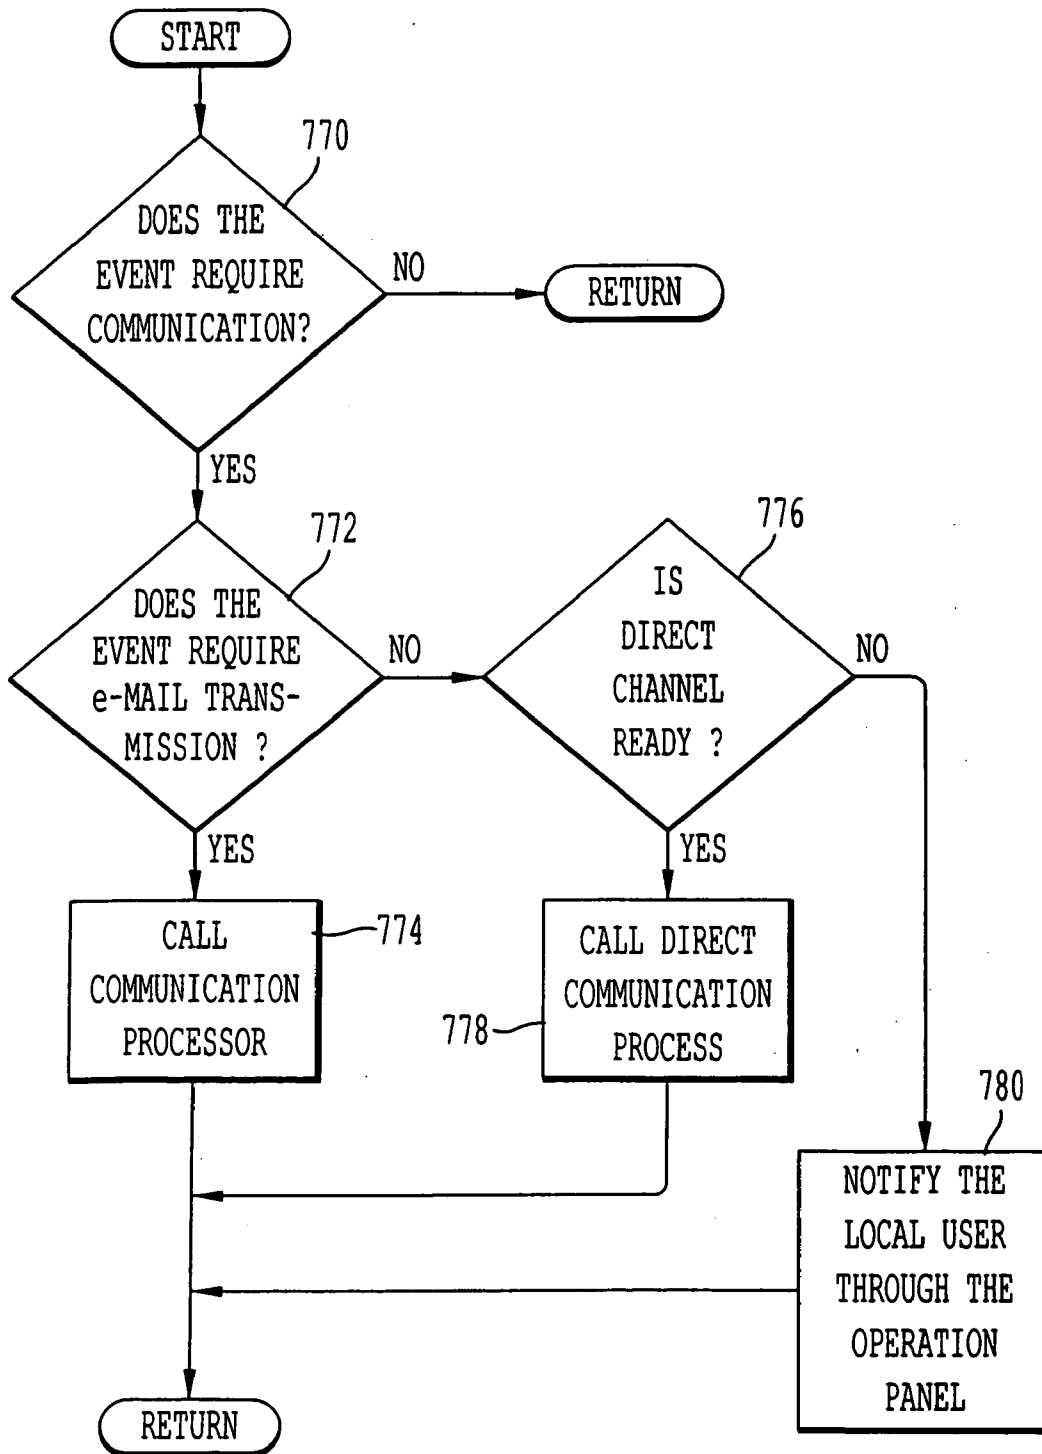 START
770
DOES THE
EVENT REQUIRE
COMMUNICATION?
NO
RETURN
YES
772
DOES THE
EVENT REQUIRE
e-MAIL TRANS-
MISSION ?
NO
776
IS
DIRECT
CHANNEL
READY ?
NO
YES
YES
CALL
COMMUNICATION
PROCESSOR
774
CALL DIRECT
COMMUNICATION
PROCESS
778
780
NOTIFY THE
LOCAL USER
THROUGH THE
OPERATION
PANEL
RETURN